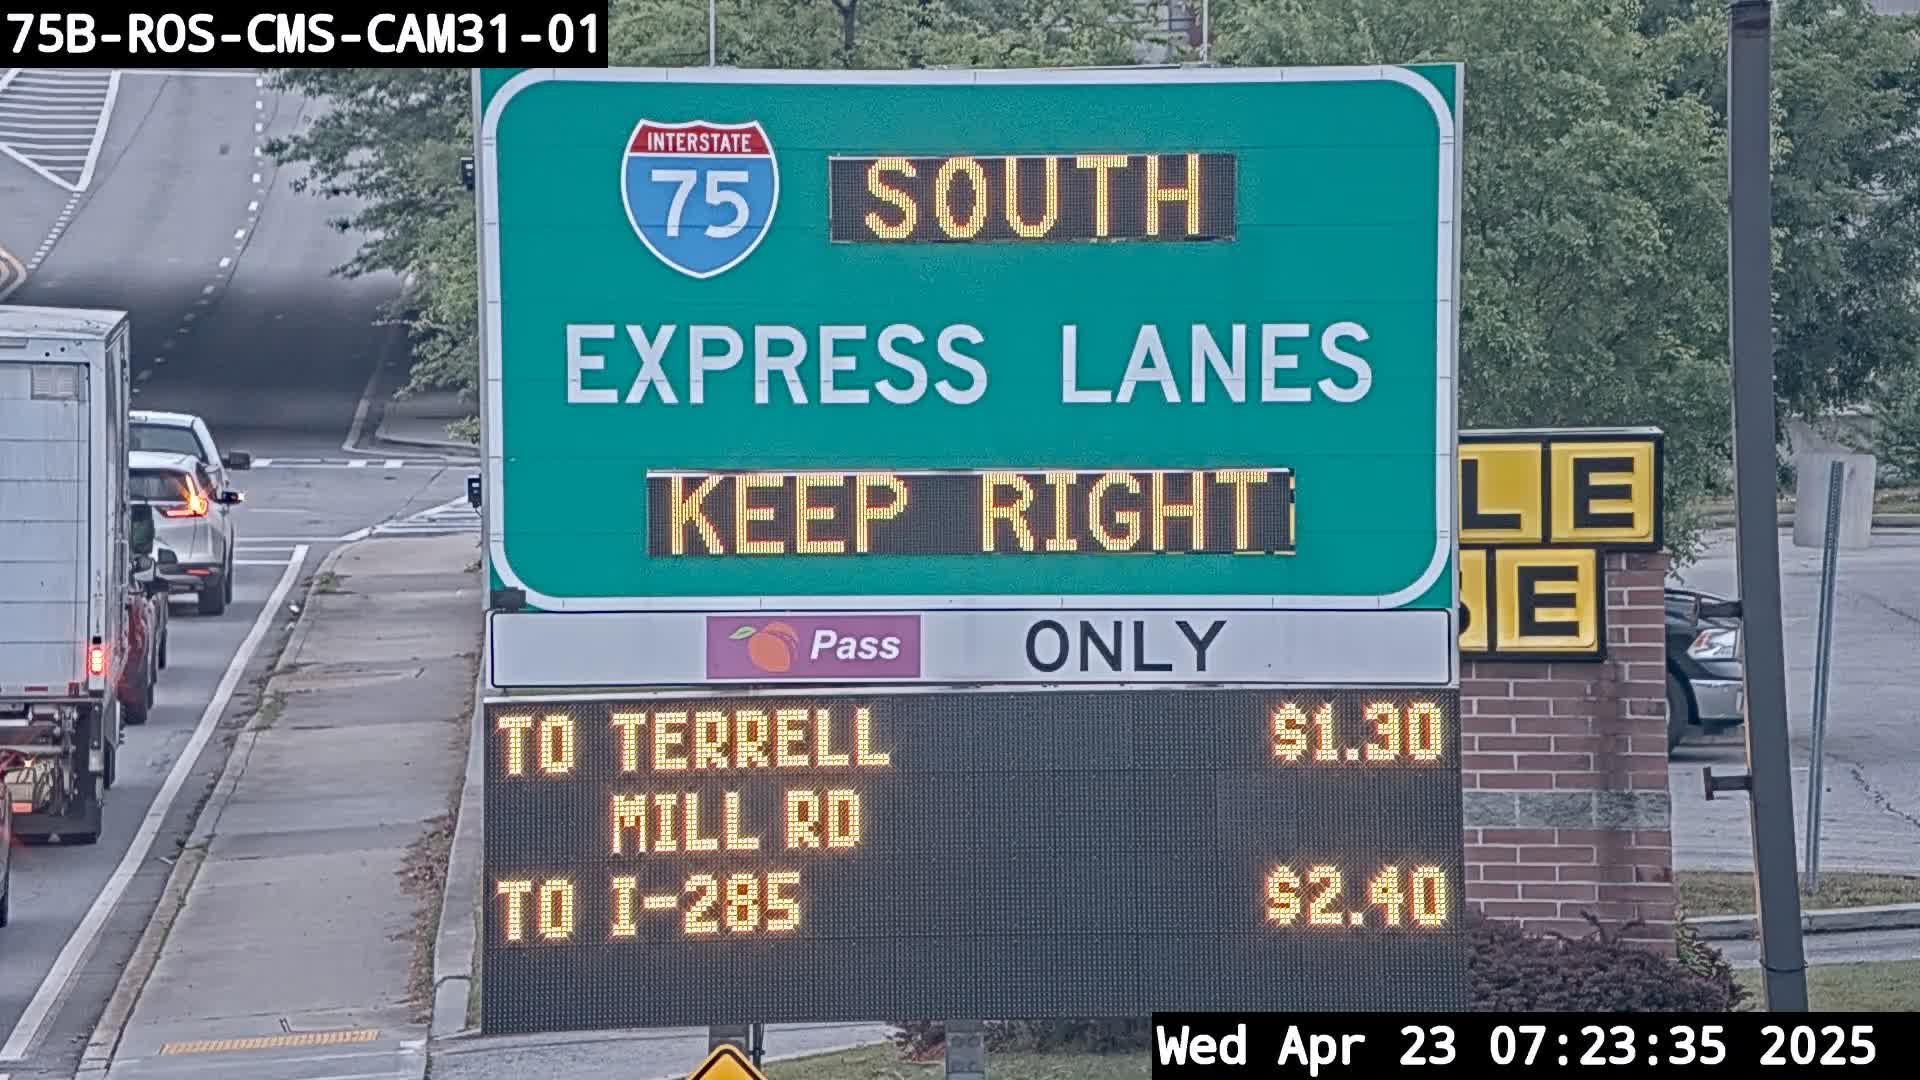 75B-ROS-CMS-CAM31-01
INTERSTATE
75
SOUTH
EXPRESS LANES
KEEP RIGHT
Pass ONLY
LE
E
TO TERRELL $1.30
MILL RD
TO I-285 $2.40
Wed Apr 23 07:23:35 2025